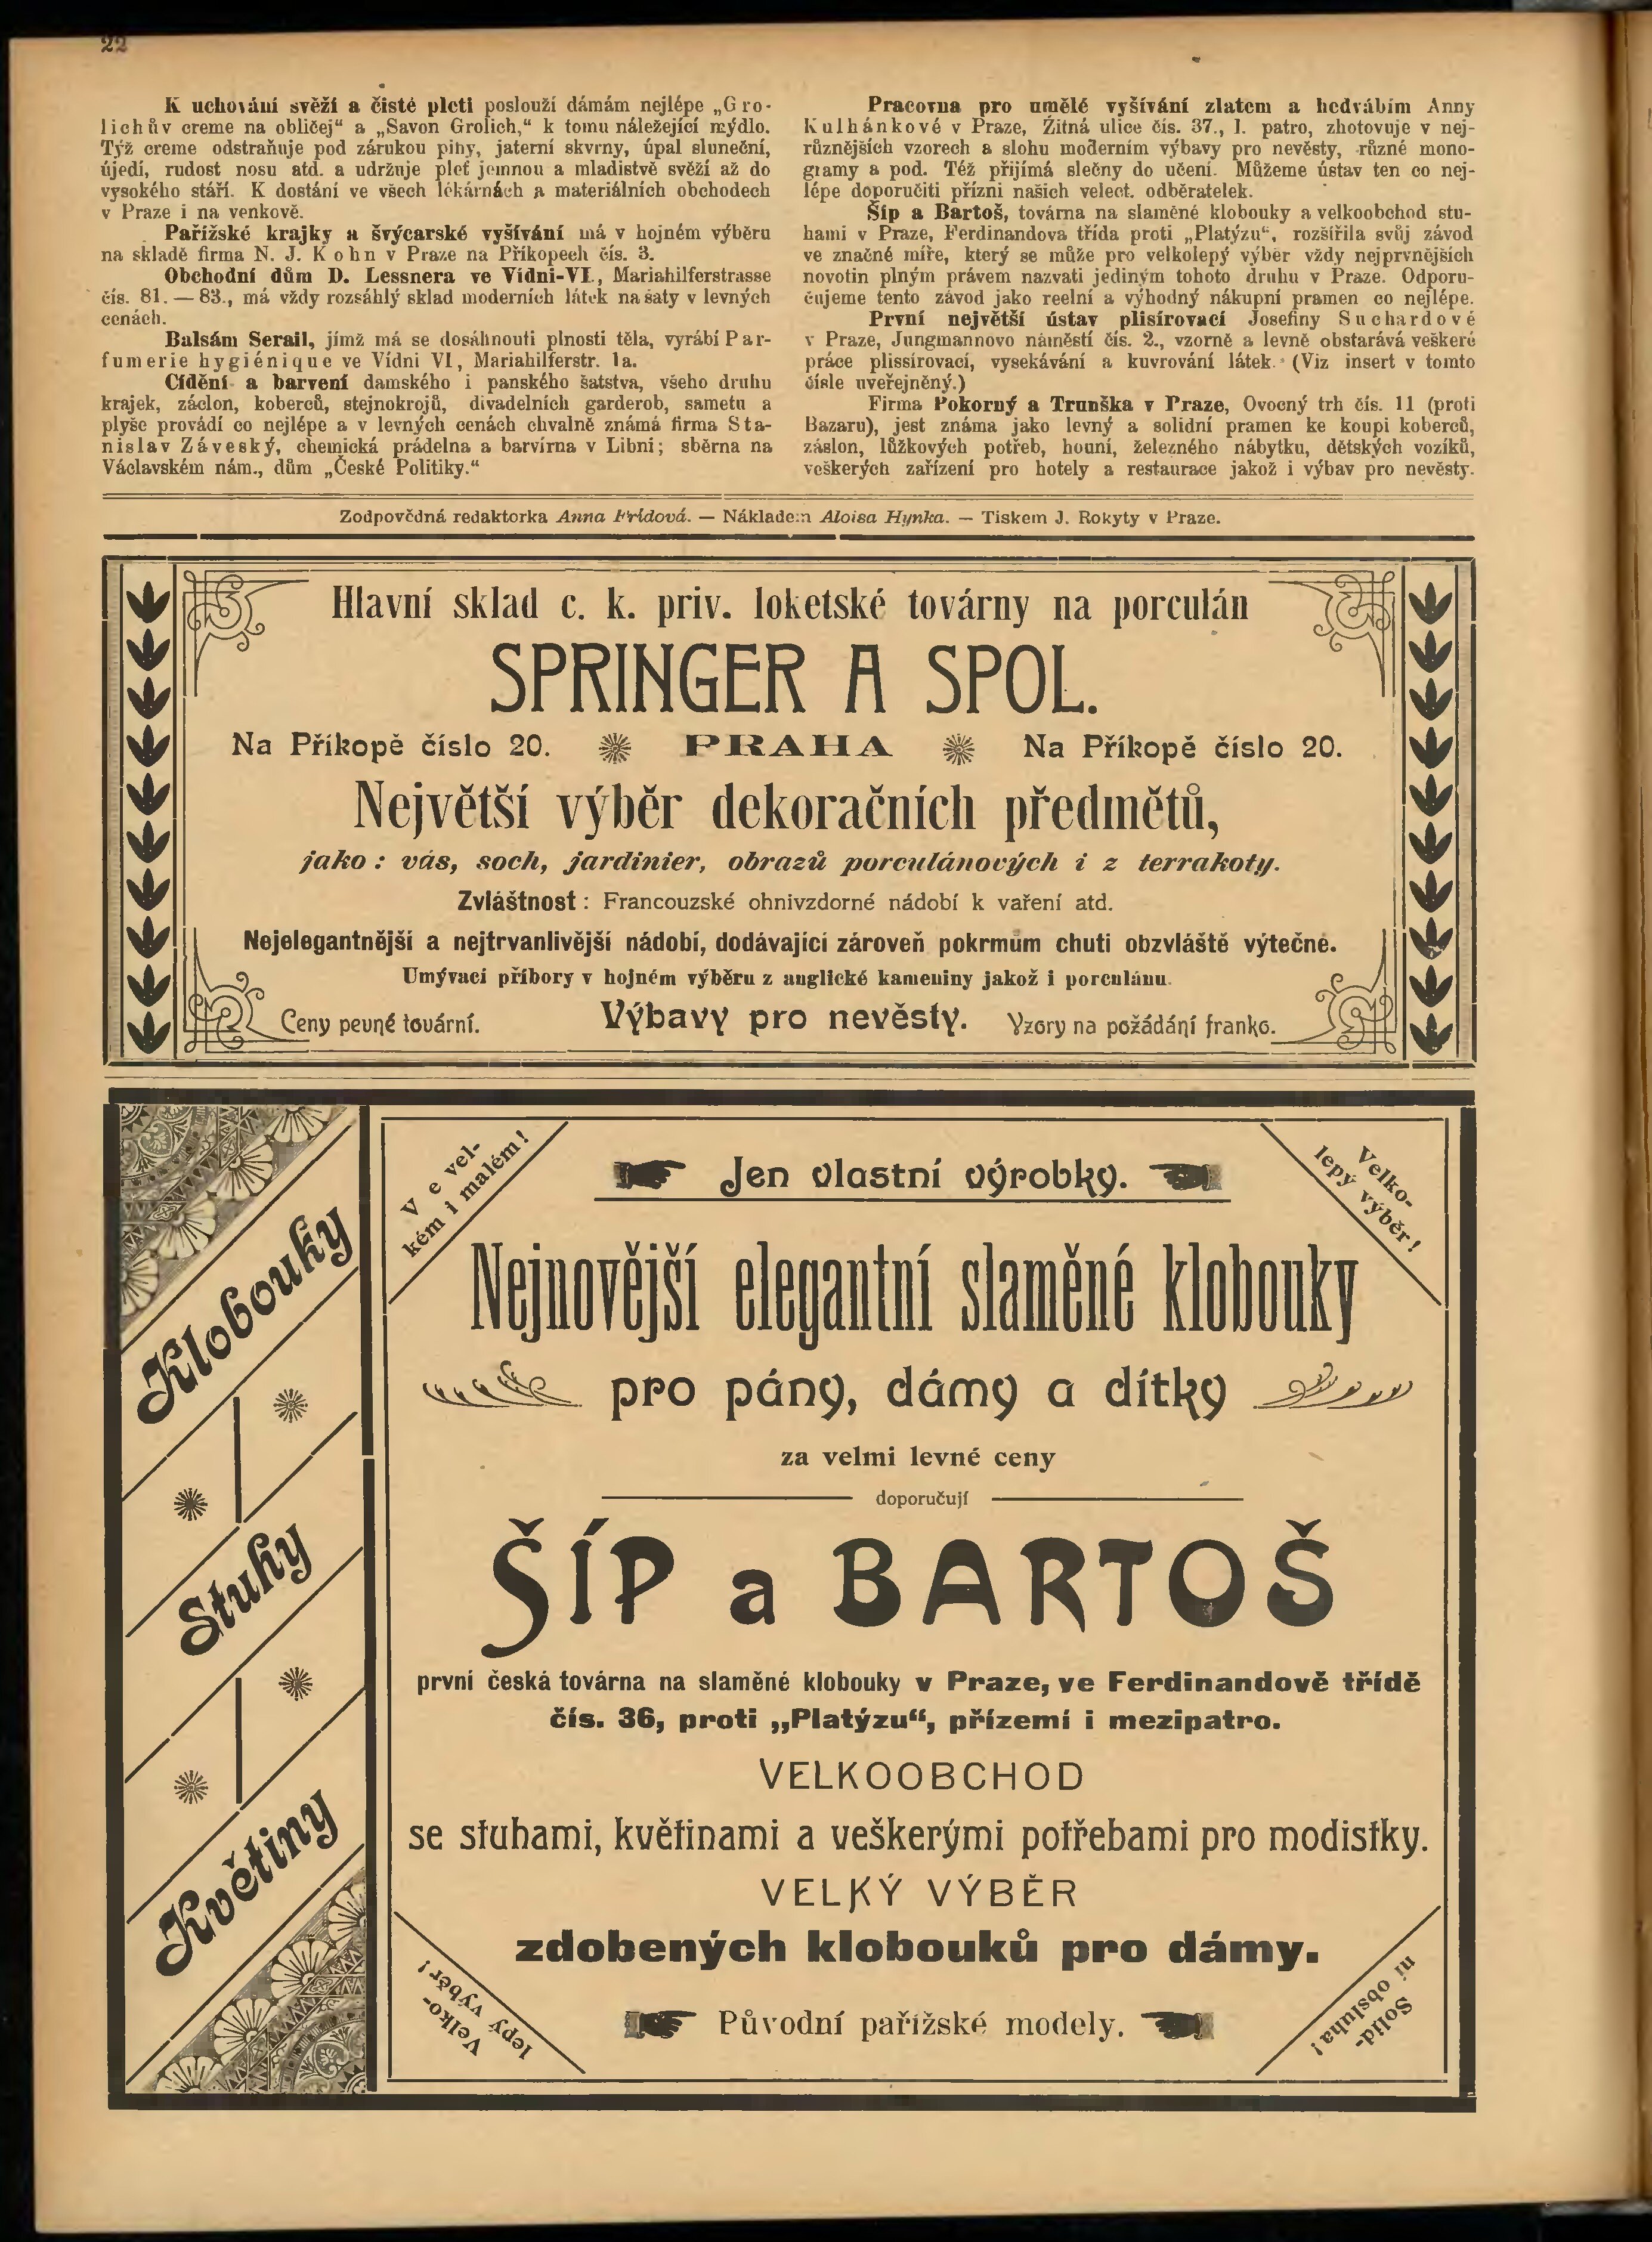 22
K uchování svěží a čisté pleti poslouží dámám nejlépe „Gro-
lichův creme na obličej“ a „Savon Grolich,“ k tomu náležející mýdlo.
Týž creme odstraňuje pod zárukou pihy, jaterní skvrny, úpal sluneční,
újedí, rudost nosu atd. a udržuje pleť jemnou a mladistvě svěží až do
vysokého stáří. K dostání ve všech lékárnách a materiálních obchodech
v Praze i na venkově.
Pařížské krajky a švýcarské vyšívání má v hojném výběru
na skladě firma N. J. Kohn v Praze na Příkopech čís. 3.
Obchodní dům D. Lessnera ve Vídni-VI., Mariahilferstrasse
čís. 81. — 83., má vždy rozsáhlý sklad moderních látek na šaty v levných
cenách.
Balsám Serail, jímž má se dosáhnouti plnosti těla, vyrábí Par-
fumerie hygiénique ve Vídni VI, Mariahilferstr. 1a.
Cídění a barvení damského i panského šatstva, všeho druhu
krajek, záclon, koberců, stejnokrojů, divadelních garderob, sametu a
plyše provádí co nejlépe a v levných cenách chvalně známá firma Sta-
nislav Záveský, chemická prádelna a barvírna v Libni; sběrna na
Václavském nám., dům „České Politiky.“
Pracovna pro umělé vyšívání zlatem a hedvábím Anny
Kulhánkové v Praze, Žitná ulice čís. 37., I. patro, zhotovuje v nej-
různějších vzorech a slohu moderním výbavy pro nevěsty, různé mono-
gramy a pod. Též přijímá slečny do učení. Můžeme ústav ten co nej-
lépe doporučiti přízni našich velect. odběratelek.
Šíp a Bartoš, továrna na slaměné klobouky a velkoobchod stu-
hami v Praze, Ferdinandova třída proti „Platýzu“, rozšířila svůj závod
ve značné míře, který se může pro velkolepý výběr vždy nejprvnějších
novotin plným právem nazvati jediným tohoto druhu v Praze. Odporu-
čujeme tento závod jako reelní a výhodný nákupní pramen co nejlépe.
První největší ústav plisírovací Josefiny Suchardové
v Praze, Jungmannovo náměstí čís. 2., vzorně a levně obstarává veškeré
práce plissírovací, vysekávání a kuvrování látek. (Viz insert v tomto
čísle uveřejněný.)
Firma Pokorný a Truněška v Praze, Ovocný trh čís. 11 (proti
Bazaru), jest známa jako levný a solidní pramen ke koupi koberců,
záslon, lůžkových potřeb, houní, železného nábytku, dětských vozíků,
veškerých zařízení pro hotely a restaurace jakož i výbav pro nevěsty.
Zodpovědná redaktorka Anna Frídová. — Nákladem Aloisa Hynka. — Tiskem J. Rokyty v Praze.
Hlavní sklad c. k. priv. loketské továrny na porculán
SPRINGER A SPOL.
Na Příkopě číslo 20. PRAHA Na Příkopě číslo 20.
Největší výběr dekoračních předmětů,
jako: vás, soch, jardinier, obrazů porculánových i z terrakoty.
Zvláštnost: Francouzské ohnivzdorné nádobí k vaření atd.
Nejelegantnější a nejtrvanlivější nádobí, dodávající zároveň pokrmům chuti obzvláště výtečné.
Umývací příbory v hojném výběru z anglické kameniny jakož i porculánu.
Ceny pevné tovární. Výbavy pro nevěsty. Vzory na požádání franko.
Klobouky
Stuhy
Květiny
Ve vel-
kém i malém!
Jen vlastní výrobky.
Velko-
lepý výběr!
Nejnovější elegantní slaměné klobouky
pro pány, dámy a dítky
za velmi levné ceny
doporučují
ŠÍP a BARTOŠ
první česká továrna na slaměné klobouky v Praze, ve Ferdinandově třídě
čís. 36, proti „Platýzu“, přízemí i mezipatro.
VELKOOBCHOD
se stuhami, květinami a veškerými potřebami pro modistky.
VELKÝ VÝBĚR
zdobených klobouků pro dámy.
Velko-
lepý výběr!
Původní pařížské modely.
Solid-
ní obsluha!